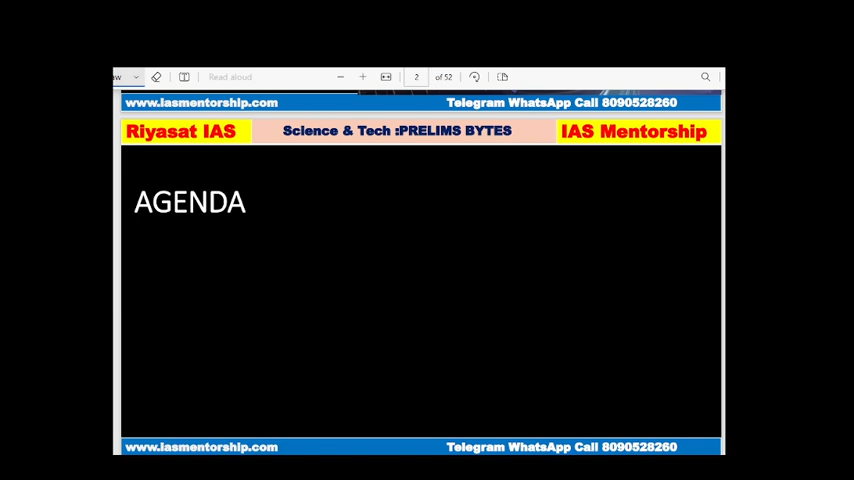 aw Read aloud 2 of 52
www.iasmentorship.com Telegram WhatsApp Call 8090528260
Riyasat IAS Science & Tech :PRELIMS BYTES IAS Mentorship
AGENDA
www.iasmentorship.com Telegram WhatsApp Call 8090528260